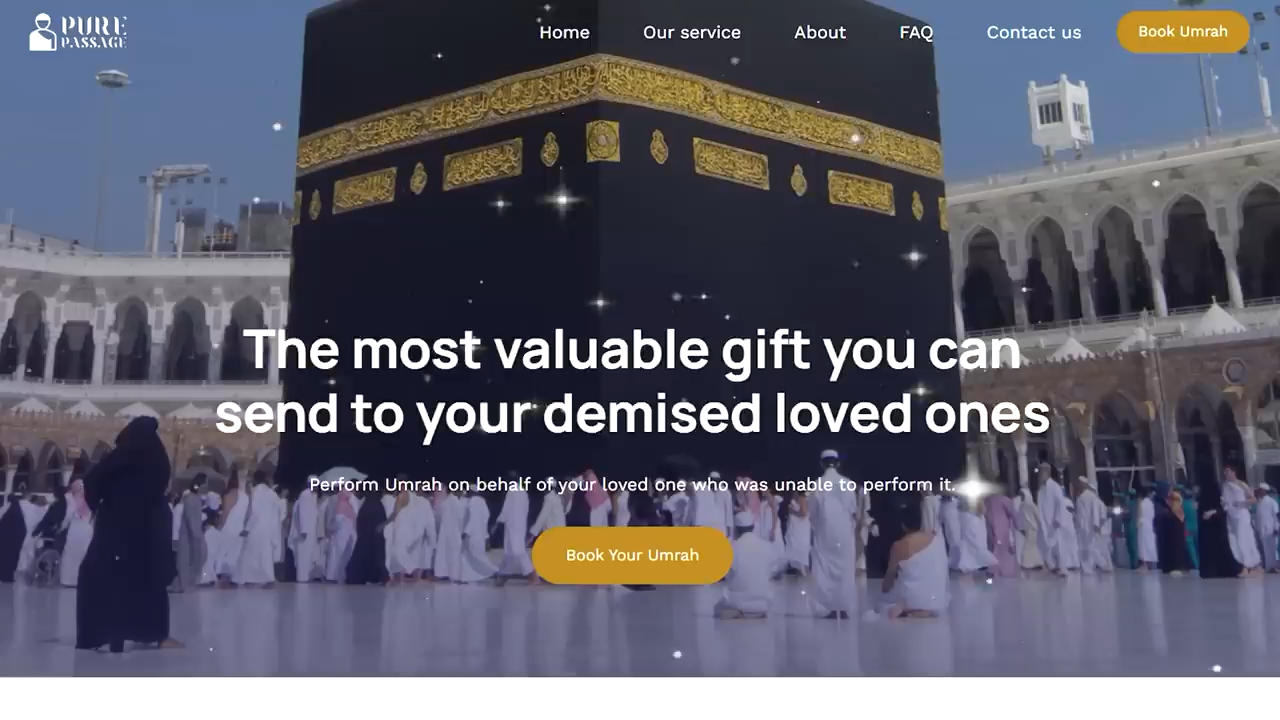 PURE
PASSAGE
Home
Our service
About
FAQ
Contact us
Book Umrah
The most valuable gift you can
send to your demised loved ones
Perform Umrah on behalf of your loved one who was unable to perform it.
Book Your Umrah